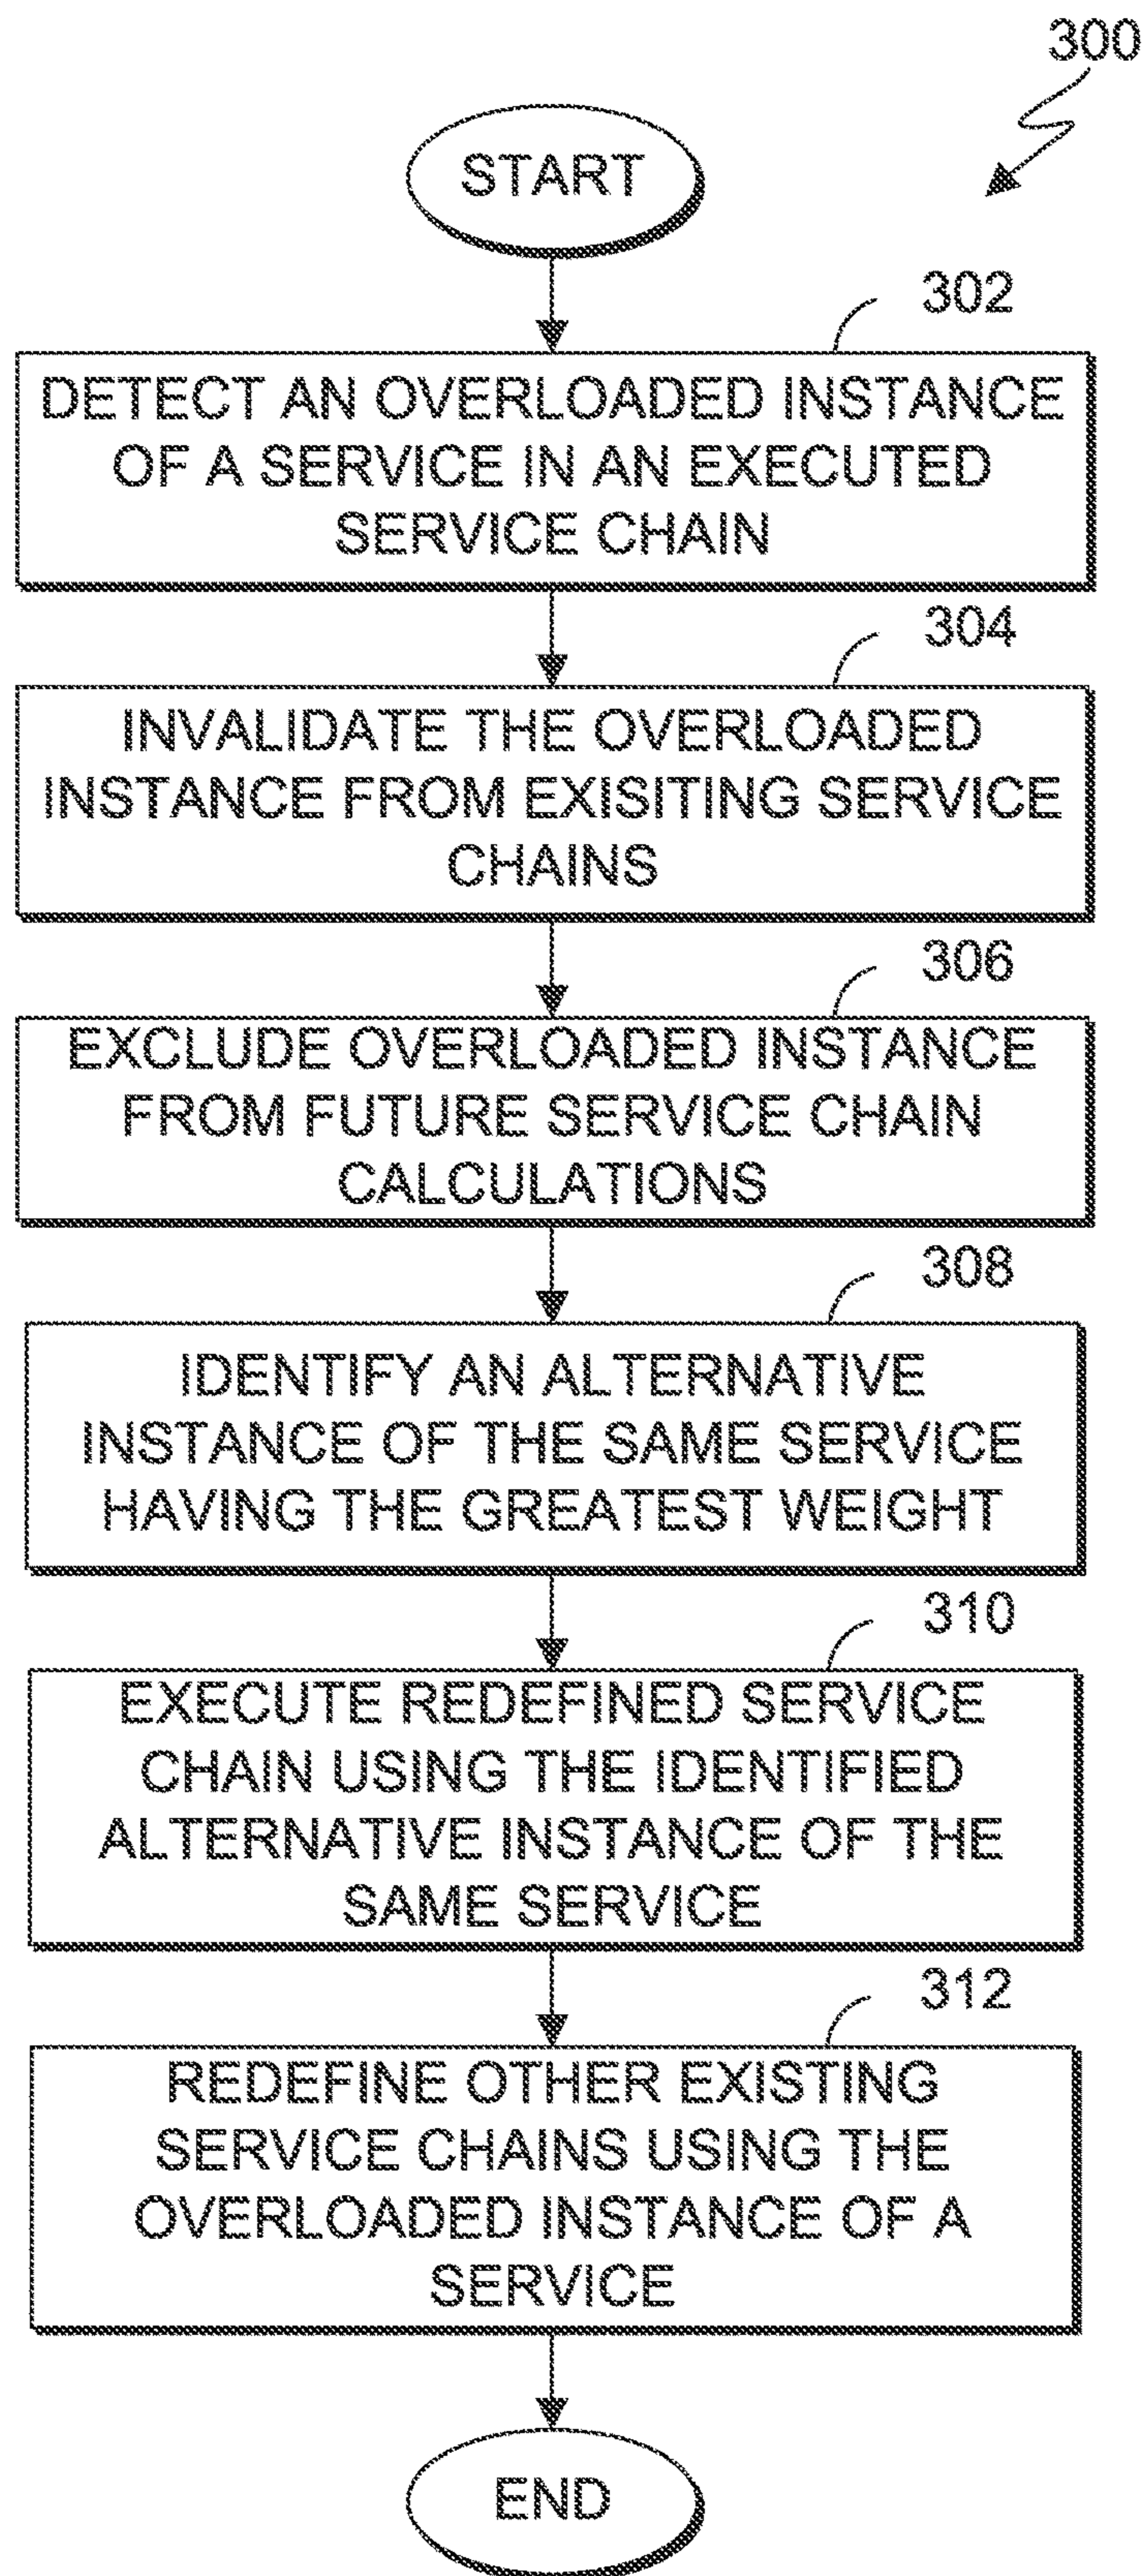 300
START
302
DETECT AN OVERLOADED INSTANCE
OF A SERVICE IN AN EXECUTED
SERVICE CHAIN
304
INVALIDATE THE OVERLOADED
INSTANCE FROM EXISITING SERVICE
CHAINS
306
EXCLUDE OVERLOADED INSTANCE
FROM FUTURE SERVICE CHAIN
CALCULATIONS
308
IDENTIFY AN ALTERNATIVE
INSTANCE OF THE SAME SERVICE
HAVING THE GREATEST WEIGHT
310
EXECUTE REDEFINED SERVICE
CHAIN USING THE IDENTIFIED
ALTERNATIVE INSTANCE OF THE
SAME SERVICE
312
REDEFINE OTHER EXISTING
SERVICE CHAINS USING THE
OVERLOADED INSTANCE OF A
SERVICE
END